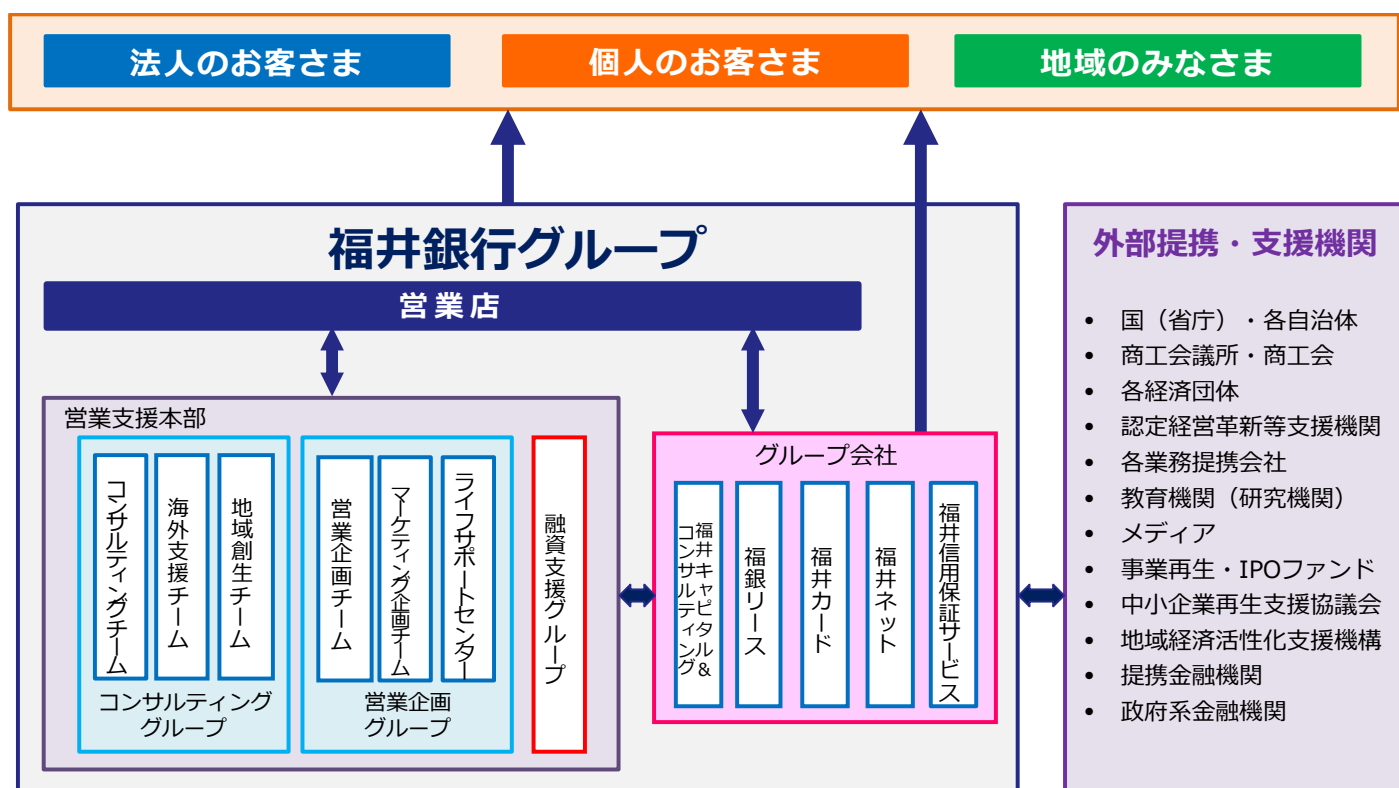 法人のお客さま
個人のお客さま
地域のみなさま
福井銀行グループ
営業店
営業支援本部
コンサルティングチーム
海外支援チーム
地域創生チーム
コンサルティング
グループ
営業企画チーム
マーケティング企画チーム
ライフサポートセンター
営業企画
グループ
融資支援グループ
グループ会社
福井キャピタル&
コンサルティング
福銀リース
福井カード
福井ネット
福井信用保証サービス
外部提携・支援機関
• 国（省庁）・各自治体
• 商工会議所・商工会
• 各経済団体
• 認定経営革新等支援機関
• 各業務提携会社
• 教育機関（研究機関）
• メディア
• 事業再生・IPOファンド
• 中小企業再生支援協議会
• 地域経済活性化支援機構
• 提携金融機関
• 政府系金融機関